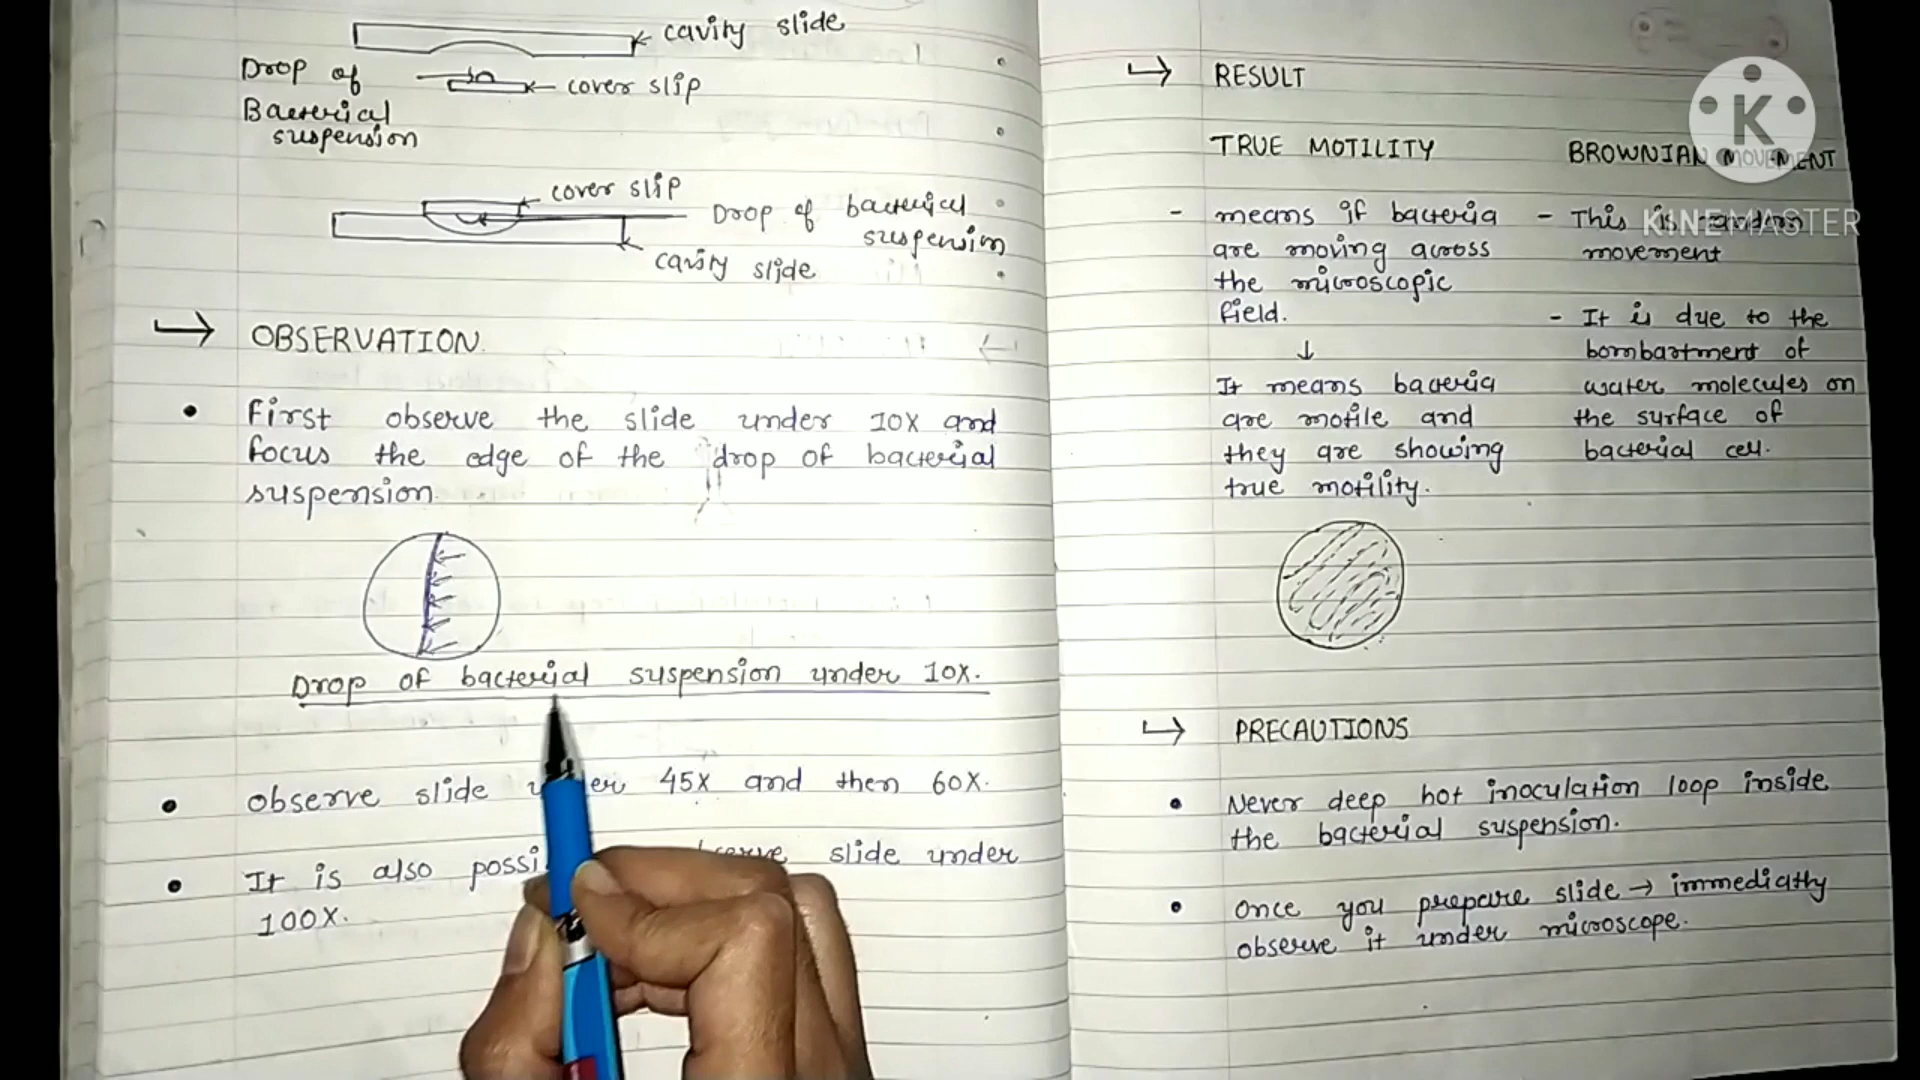 cavity slide
Drop of
Bacterial
suspension
cover slip
cover slip
Drop of bacterial
suspension
cavity slide
OBSERVATION
• First observe the slide under 10X and
focus the edge of the drop of bacterial
suspension.
Drop of bacterial suspension under 10X.
• observe slide 45X and then 60X.
• It is also slide under
100X.
RESULT
TRUE MOTILITY
- means if bacteria
are moving across
the microscopic
field.
↓
It means bacteria
are motile and
they are showing
true motility.
BROWNIAN MOVEMENT
- This is random
movement
- It is due to the
bombartment of
water molecules on
the surface of
bacterial cell.
PRECAUTIONS
• Never deep hot inoculation loop inside
the bacterial suspension.
• Once you prepare slide → immediatly
observe it under microscope.
K
KINEMASTER